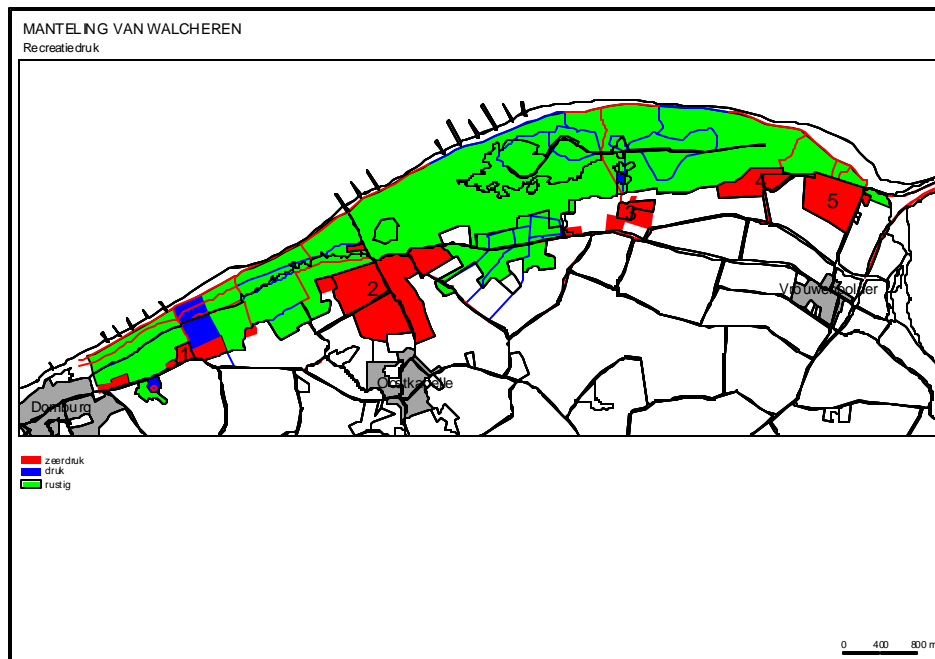 MANTELING VAN WALCHEREN
Recreatiedruk
4
5
3
2
Vrouwenpolder
1
Oostkapelle
Domburg
zeerdruk
druk
rustig
0 400 800 m